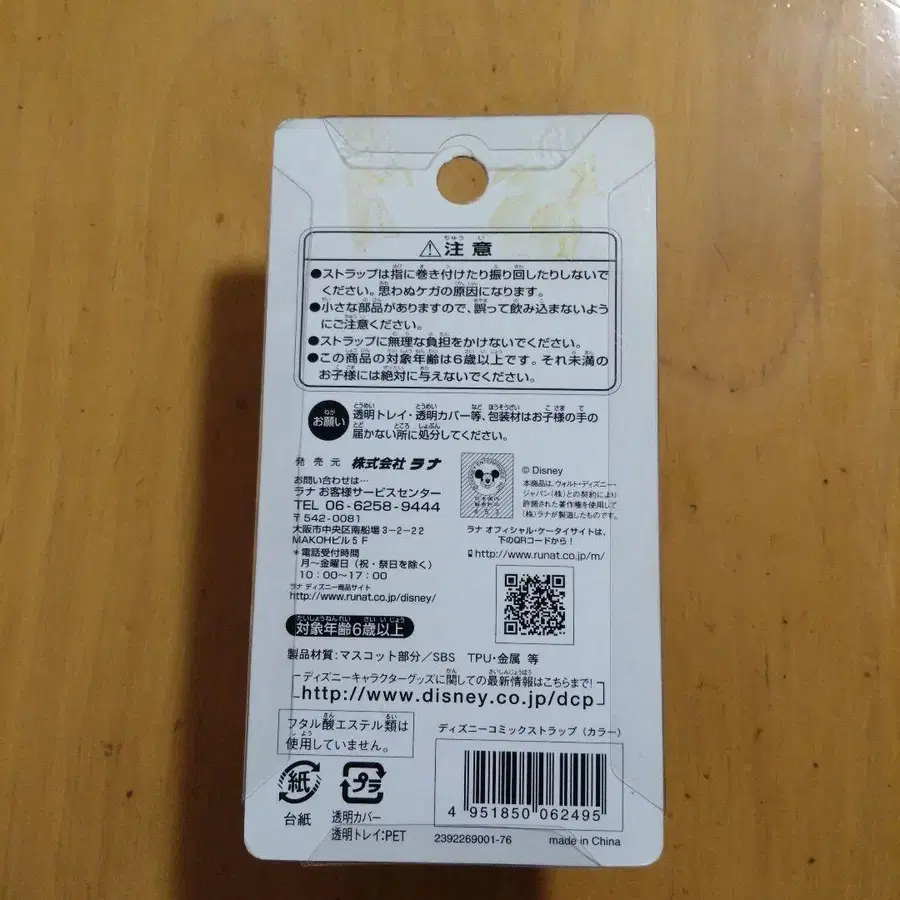 ⚠注意
●ストラップは指に巻き付けたり振り回したりしないで
ください。思わぬケガの原因になります。
●小さな部品がありますので、誤って飲み込まないよう
にご注意ください。
●ストラップに無理な負担をかけないでください。
●この商品の対象年齢は6歳以上です。それ未満の
お子様には絶対に与えないでください。
お願い
透明トレイ・透明カバー等、包装材はお子様の手の
届かない所に処分してください。
発売元 株式会社 ラナ
お問い合わせは…
ラナ お客様サービスセンター
TEL 06-6258-9444
〒542-0081
大阪市中央区南船場3-2-22
MAKOHビル5F
*電話受付時間
月〜金曜日(祝・祭日を除く)
10:00〜17:00
ラナ ディズニー商品サイト
http://www.runat.co.jp/disney/
© Disney
本商品は、ウォルト・ディズニー・
ジャパン(株)との契約により
許諾された著作権を使用して
(株)ラナが製造したものです。
ラナ オフィシャル・ケータイサイトは、
下のQRコードから!
http://www.runat.co.jp/m/
対象年齢6歳以上
製品材質:マスコット部分/SBS TPU・金属 等
ディズニーキャラクターグッズに関しての最新情報はこちらまで!
http://www.disney.co.jp/dcp
フタル酸エステル類は
使用していません。
ディズニーコミックストラップ(カラー)
紙
台紙
プラ
透明カバー
透明トレイ:PET
4 951850 062495
2392269001-76
made in China